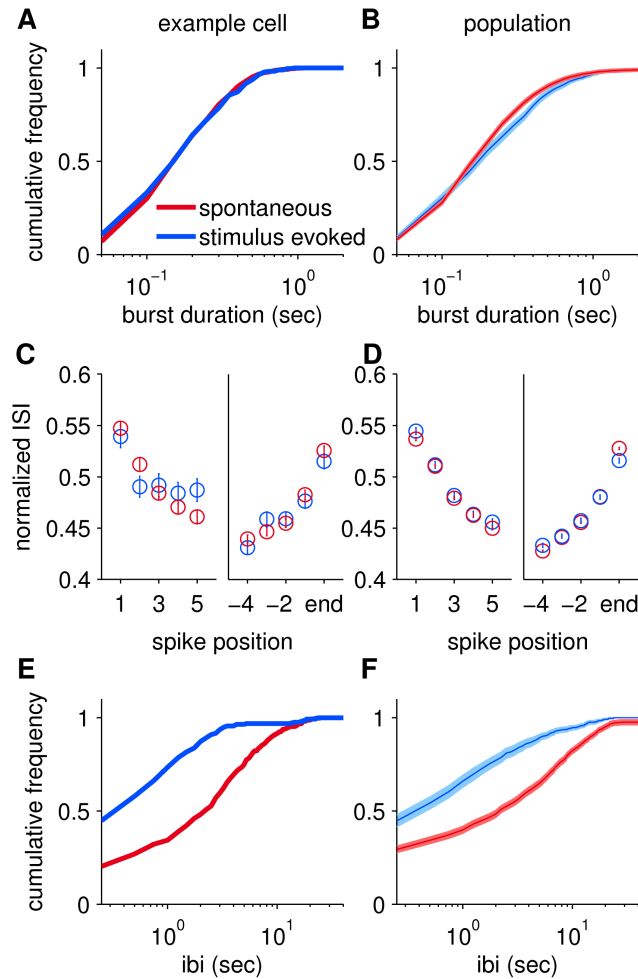 A example cell B population
cumulative frequency
1
0.5
0
spontaneous
stimulus evoked
10⁻¹ 10⁰ 10⁻¹ 10⁰
burst duration (sec) burst duration (sec)
C D
normalized ISI
0.6 0.6
0.55 0.55
0.5 0.5
0.45 0.45
0.4 0.4
1 3 5 −4 −2 end 1 3 5 −4 −2 end
spike position spike position
E F
cumulative frequency
1 1
0.5 0.5
0 0
10⁰ 10¹ 10⁰ 10¹
ibi (sec) ibi (sec)